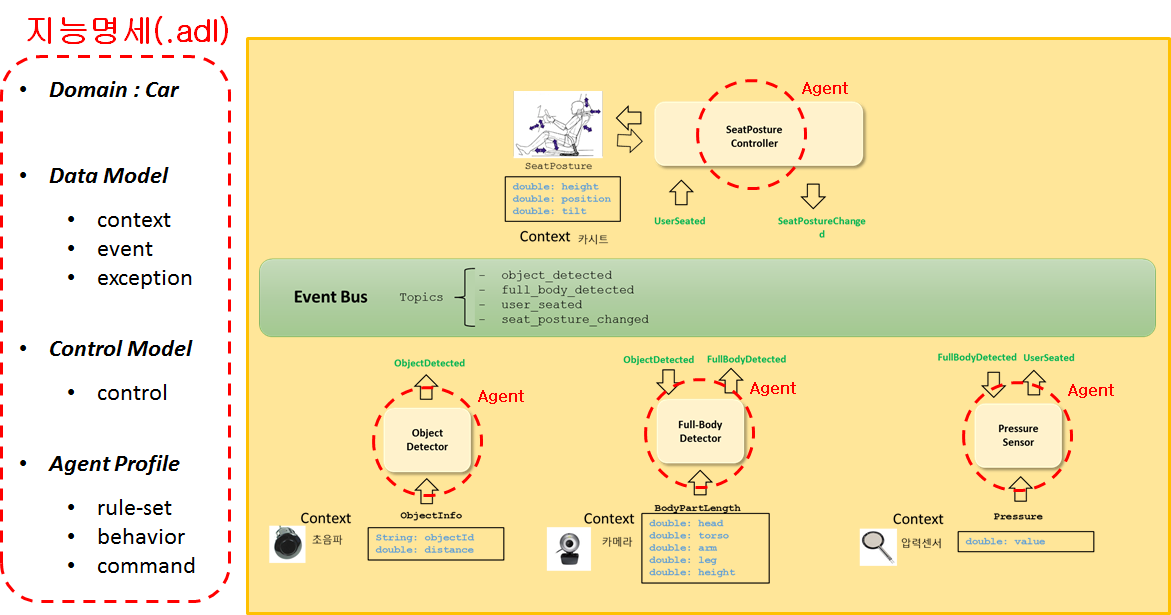 지능명세(.adl)
• Domain : Car
• Data Model
• context
• event
• exception
• Control Model
• control
• Agent Profile
• rule-set
• behavior
• command
Agent
SeatPosture
Controller
SeatPosture
double: height
double: position
double: tilt
Context 카시트
UserSeated
SeatPostureChange
d
Event Bus
Topics
- object_detected
- full_body_detected
- user_seated
- seat_posture_changed
ObjectDetected
Agent
Object
Detector
Context
초음파
ObjectInfo
String: objectId
double: distance
ObjectDetected FullBodyDetected
Agent
Full-Body
Detector
Context
카메라
BodyPartLength
double: head
double: torso
double: arm
double: leg
double: height
FullBodyDetected UserSeated
Agent
Pressure
Sensor
Context
압력센서
Pressure
double: value